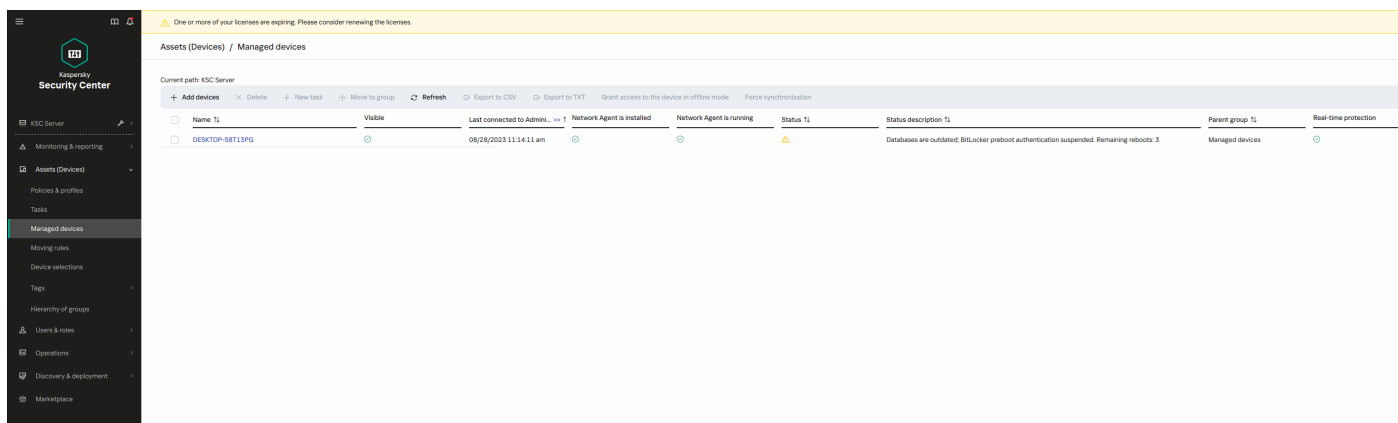 One or more of your licenses are expiring. Please consider renewing the licenses.
Kaspersky
Security Center
KSC Server
Monitoring & reporting
Assets (Devices)
Policies & profiles
Tasks
Managed devices
Moving rules
Device selections
Tags
Hierarchy of groups
Users & roles
Operations
Discovery & deployment
Marketplace
Assets (Devices) / Managed devices
Current path: KSC Server
Add devices Delete New task Move to group Refresh Export to CSV Export to TXT Grant access to the device in offline mode Force synchronization
Name Visible Last connected to Admini... >> Network Agent is installed Network Agent is running Status Status description Parent group Real-time protection
DESKTOP-58T13PG 08/28/2023 11:14:11 am Databases are outdated; BitLocker preboot authentication suspended. Remaining reboots: 3 Managed devices